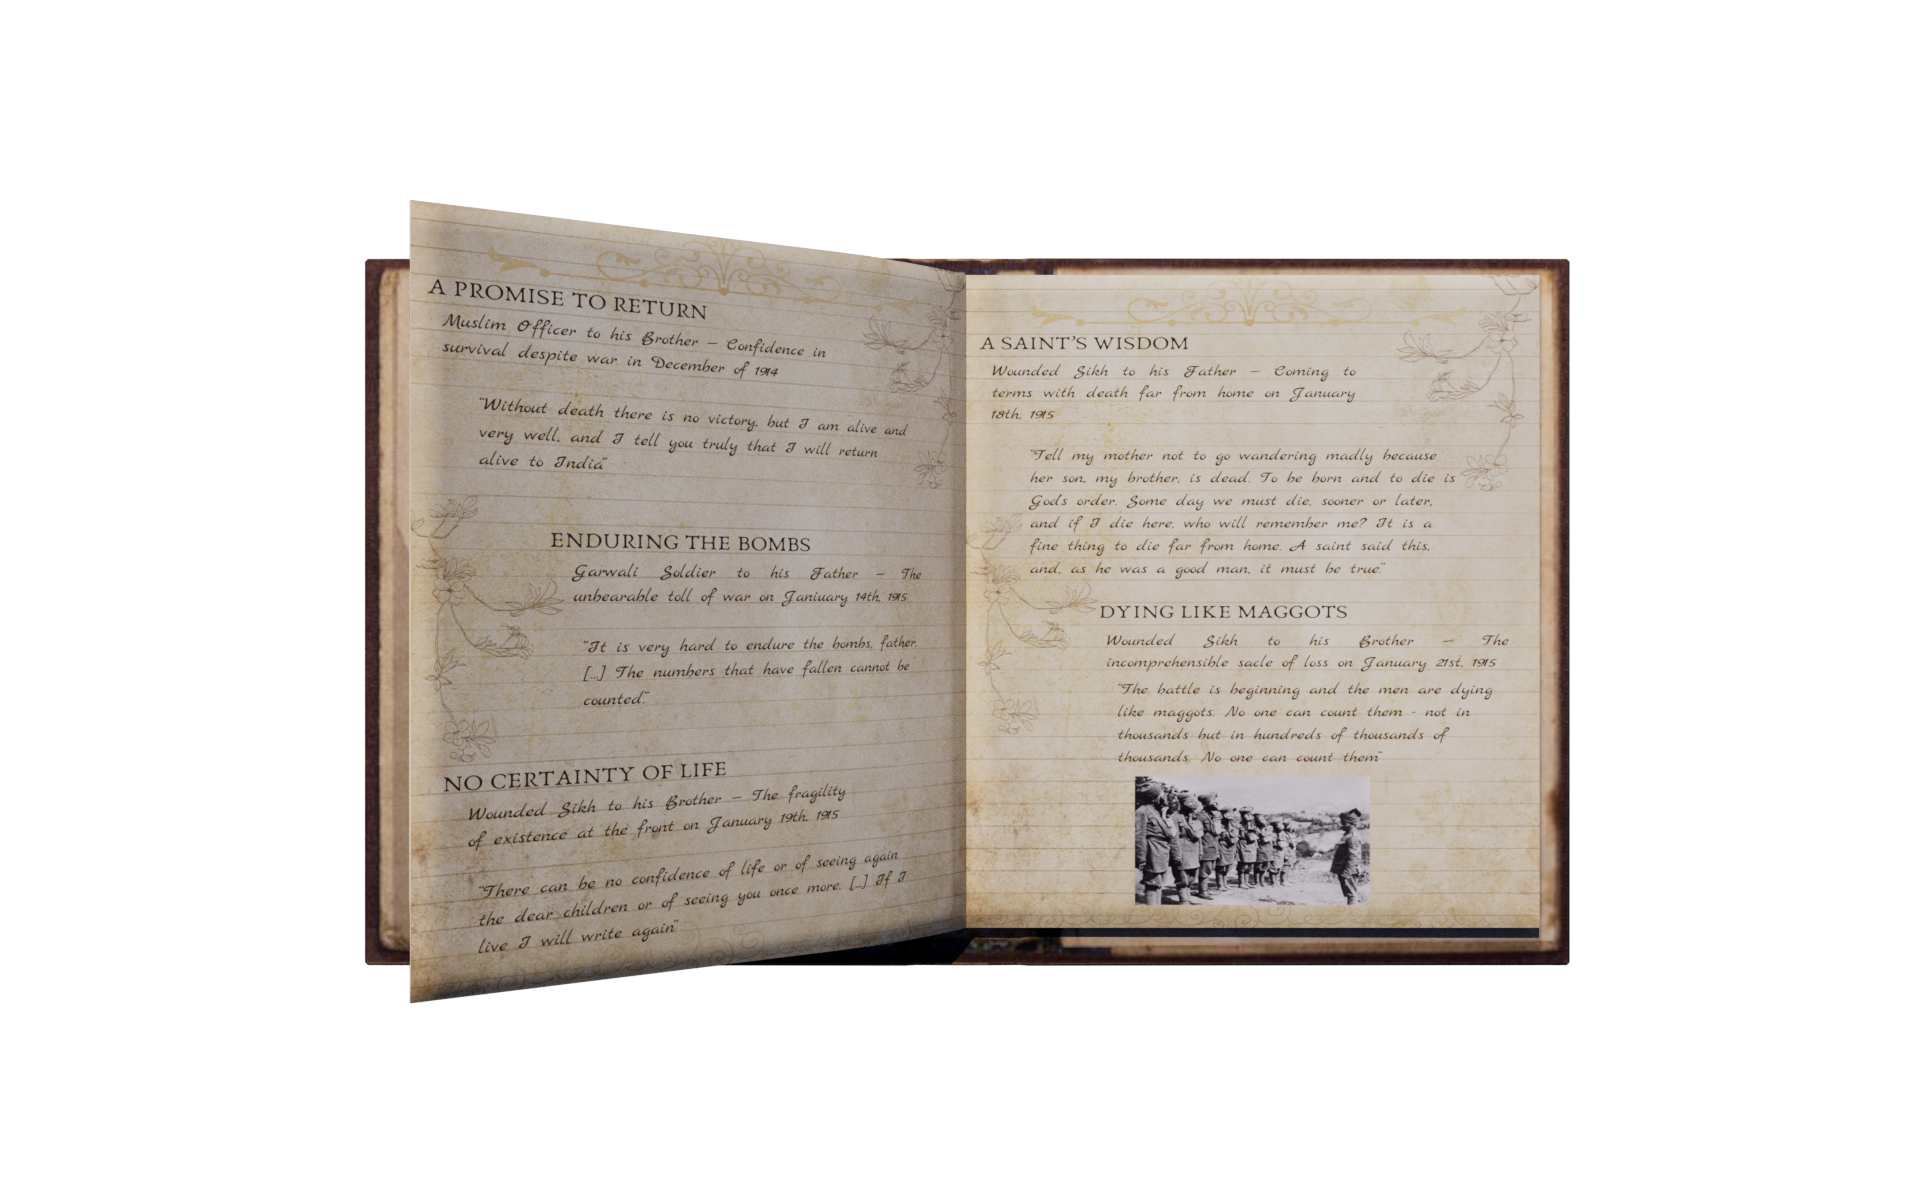 A PROMISE TO RETURN
Muslim Officer to his Brother – Confidence in
survival despite war in December of 1914
"Without death there is no victory, but I am alive and
very well, and I tell you truly that I will return
alive to India"
ENDURING THE BOMBS
Garwali Soldier to his Father – The
unbearable toll of war on Janiuary 14th, 1915
"It is very hard to endure the bombs, father.
[...] The numbers that have fallen cannot be
counted."
NO CERTAINTY OF LIFE
Wounded Sikh to his Brother – The fragility
of existence at the front on January 19th, 1915
"There can be no confidence of life or of seeing again
the dear children or of seeing you once more. [...] If I
live I will write again"
A SAINT'S WISDOM
Wounded Sikh to his Father – Coming to
terms with death far from home on January
18th, 1915
"Tell my mother not to go wandering madly because
her son, my brother, is dead. To be born and to die is
God's order. Some day we must die, sooner or later,
and if I die here, who will remember me? It is a
fine thing to die far from home. A saint said this,
and, as he was a good man, it must be true."
DYING LIKE MAGGOTS
Wounded Sikh to his Brother – The
incomprehensible sacle of loss on January 21st, 1915
"The battle is beginning and the men are dying
like maggots. No one can count them - not in
thousands but in hundreds of thousands of
thousands. No one can count them"